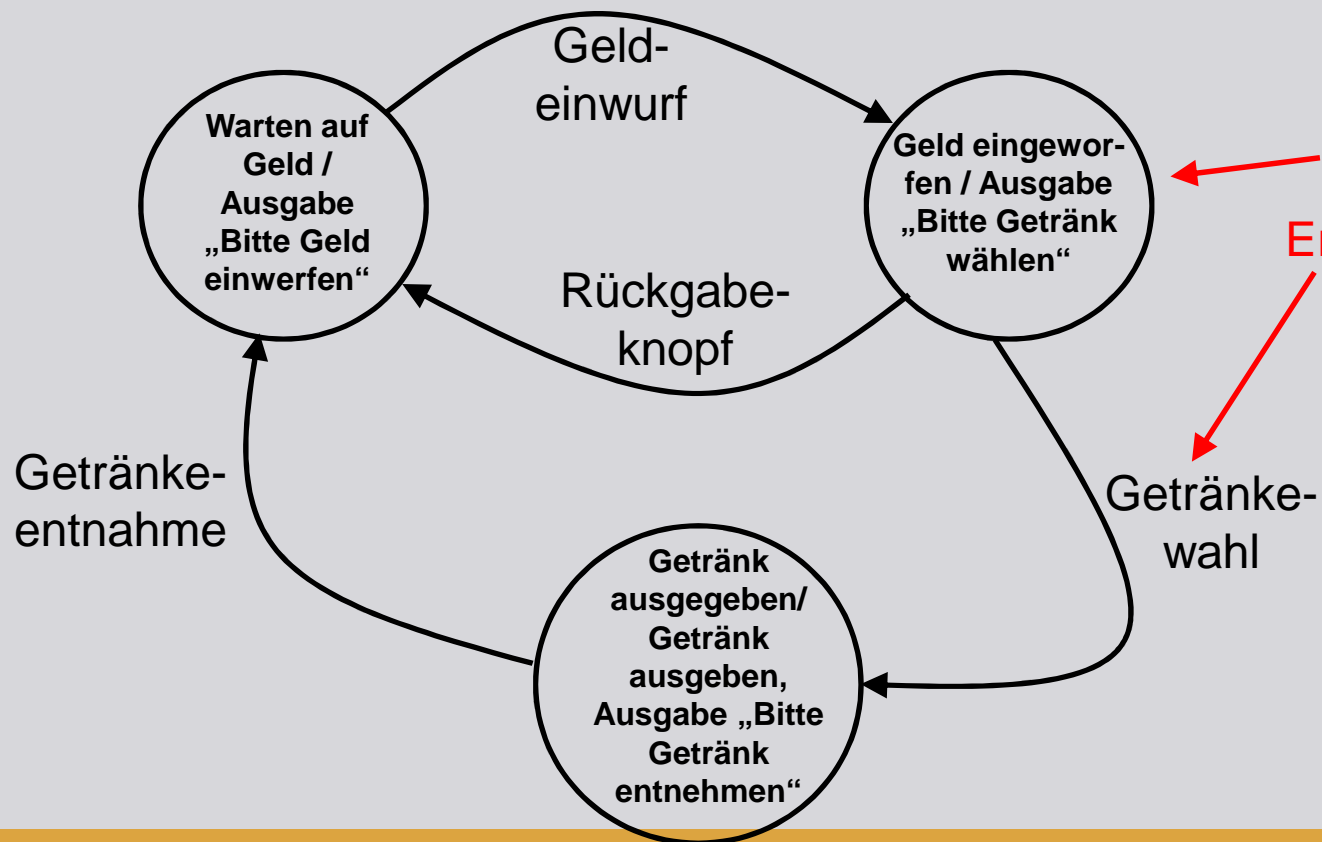 Geld-
einwurf
Warten auf
Geld /
Ausgabe
„Bitte Geld
einwerfen“
Geld eingewor-
fen / Ausgabe
„Bitte Getränk
wählen“
Rückgabe-
knopf
Getränke-
entnahme
Getränke-
wahl
Getränk
ausgegeben/
Getränk
ausgeben,
Ausgabe „Bitte
Getränk
entnehmen“